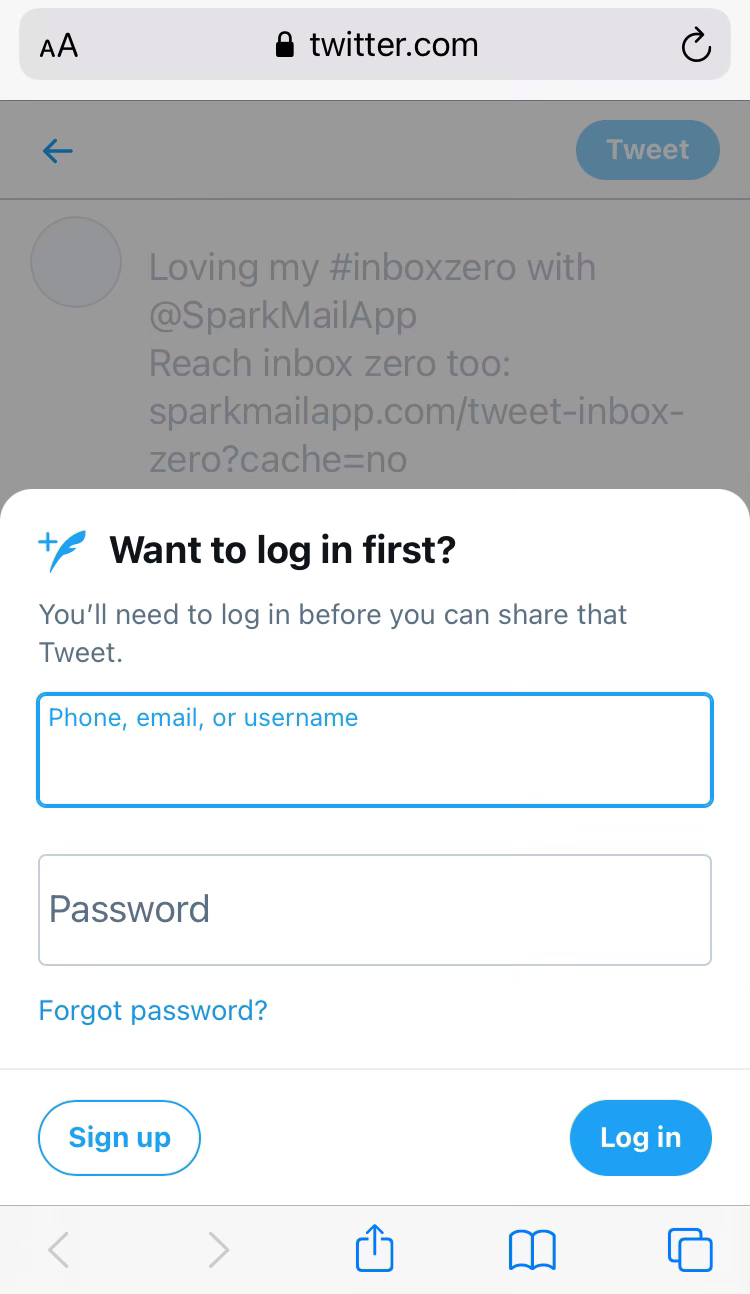 AA twitter.com
Tweet
Loving my #inboxzero with
@SparkMailApp
Reach inbox zero too:
sparkmailapp.com/tweet-inbox-
zero?cache=no
Want to log in first?
You’ll need to log in before you can share that
Tweet.
Phone, email, or username
Password
Forgot password?
Sign up
Log in